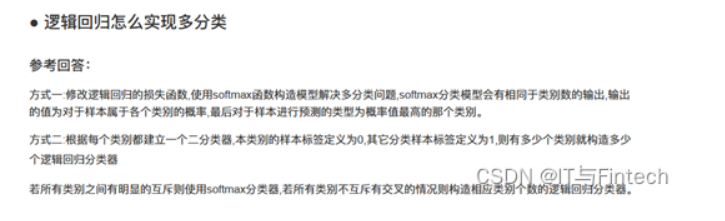 ● 逻辑回归怎么实现多分类
参考回答：
方式一:修改逻辑回归的损失函数,使用softmax函数构造模型解决多分类问题,softmax分类模型会有相同于类别数的输出,输出
的值为对于样本属于各个类别的概率,最后对于样本进行预测的类型为概率值最高的那个类别。
方式二:根据每个类别都建立一个二分类器,本类别的样本标签定义为0,其它分类样本标签定义为1,则有多少个类别就构造多少
个逻辑回归分类器
若所有类别之间有明显的互斥则使用softmax分类器,若所有类别不互斥有交叉的情况则构造相应类别个数的逻辑回归分类器。
CSDN @IT与Fintech